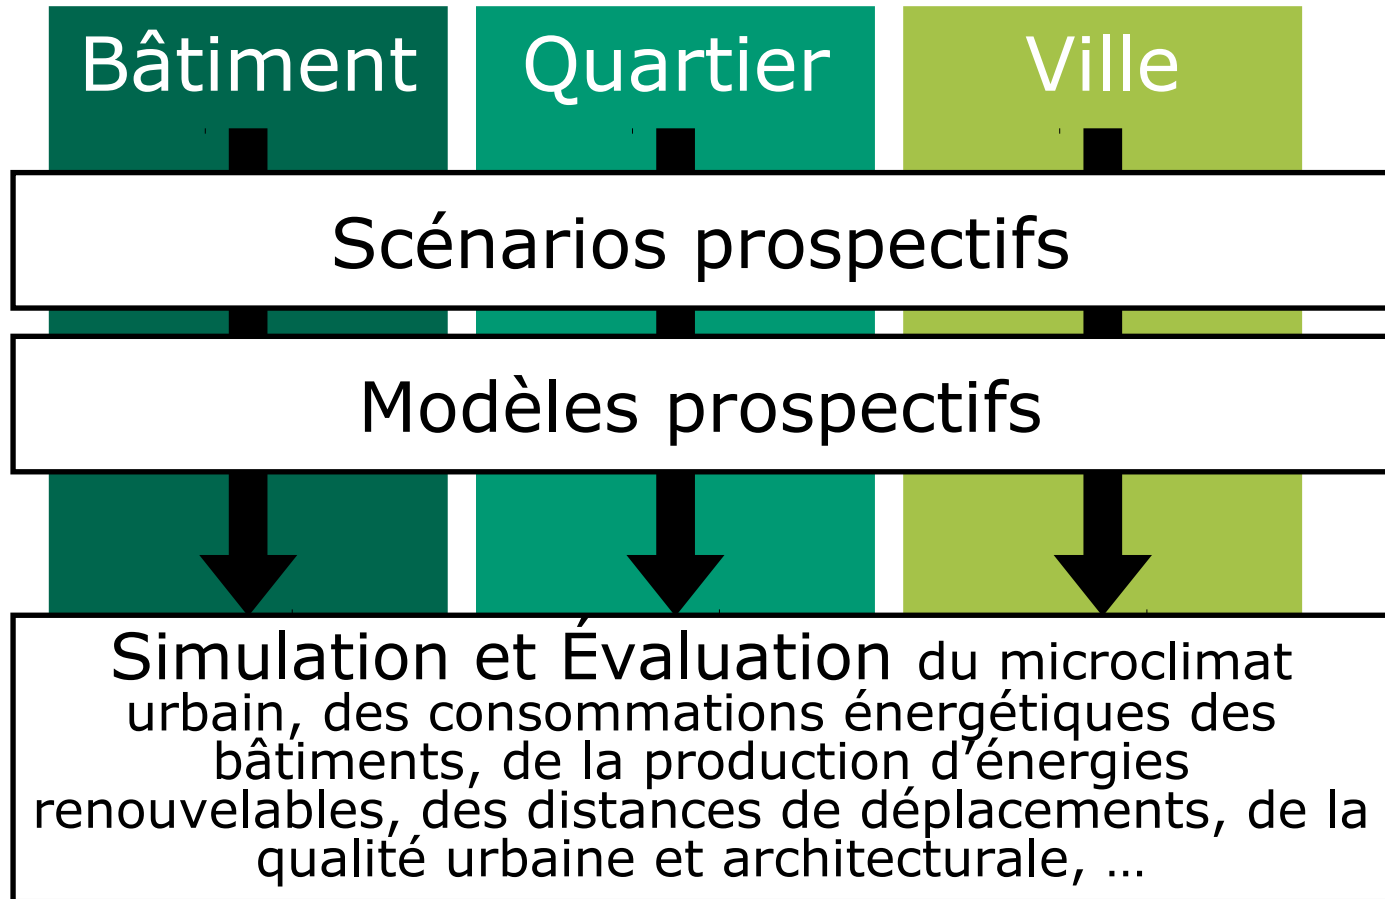 Bâtiment
Quartier
Ville
Scénarios prospectifs
Modèles prospectifs
Simulation et Évaluation du microclimat
urbain, des consommations énergétiques des
bâtiments, de la production d’énergies
renouvelables, des distances de déplacements, de la
qualité urbaine et architecturale, …